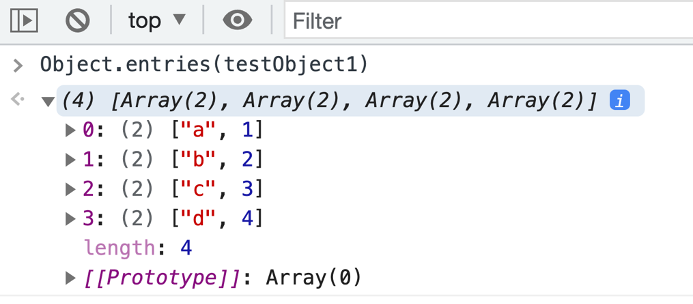 top ▼ Filter
> Object.entries(testObject1)
(4) [Array(2), Array(2), Array(2), Array(2)] i
0: (2) ["a", 1]
1: (2) ["b", 2]
2: (2) ["c", 3]
3: (2) ["d", 4]
length: 4
[[Prototype]]: Array(0)